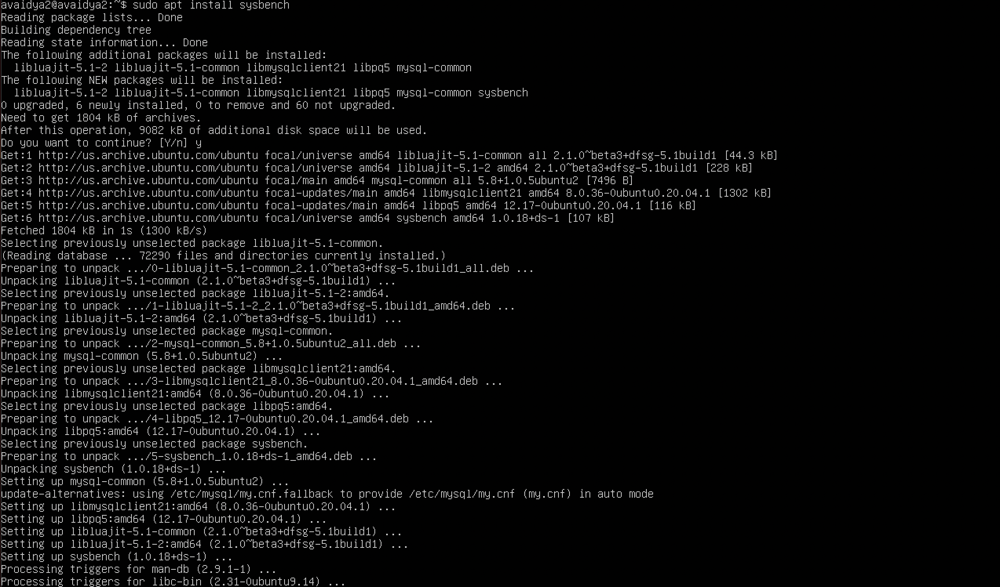 avaidya2@avaidya2:~$ sudo apt install sysbench
Reading package lists... Done
Building dependency tree
Reading state information... Done
The following additional packages will be installed:
  libluajit-5.1-2 libluajit-5.1-common libmysqlclient21 libpq5 mysql-common
The following NEW packages will be installed:
  libluajit-5.1-2 libluajit-5.1-common libmysqlclient21 libpq5 mysql-common sysbench
0 upgraded, 6 newly installed, 0 to remove and 60 not upgraded.
Need to get 1804 kB of archives.
After this operation, 9082 kB of additional disk space will be used.
Do you want to continue? [Y/n] y
Get:1 http://us.archive.ubuntu.com/ubuntu focal/universe amd64 libluajit-5.1-common all 2.1.0~beta3+dfsg-5.1build1 [44.3 kB]
Get:2 http://us.archive.ubuntu.com/ubuntu focal/universe amd64 libluajit-5.1-2 amd64 2.1.0~beta3+dfsg-5.1build1 [228 kB]
Get:3 http://us.archive.ubuntu.com/ubuntu focal/main amd64 mysql-common all 5.8+1.0.5ubuntu2 [7496 B]
Get:4 http://us.archive.ubuntu.com/ubuntu focal-updates/main amd64 libmysqlclient21 amd64 8.0.36-0ubuntu0.20.04.1 [1302 kB]
Get:5 http://us.archive.ubuntu.com/ubuntu focal-updates/main amd64 libpq5 amd64 12.17-0ubuntu0.20.04.1 [116 kB]
Get:6 http://us.archive.ubuntu.com/ubuntu focal/universe amd64 sysbench amd64 1.0.18+ds-1 [107 kB]
Fetched 1804 kB in 1s (1300 kB/s)
Selecting previously unselected package libluajit-5.1-common.
(Reading database ... 72290 files and directories currently installed.)
Preparing to unpack .../0-libluajit-5.1-common_2.1.0~beta3+dfsg-5.1build1_all.deb ...
Unpacking libluajit-5.1-common (2.1.0~beta3+dfsg-5.1build1) ...
Selecting previously unselected package libluajit-5.1-2:amd64.
Preparing to unpack .../1-libluajit-5.1-2_2.1.0~beta3+dfsg-5.1build1_amd64.deb ...
Unpacking libluajit-5.1-2:amd64 (2.1.0~beta3+dfsg-5.1build1) ...
Selecting previously unselected package mysql-common.
Preparing to unpack .../2-mysql-common_5.8+1.0.5ubuntu2_all.deb ...
Unpacking mysql-common (5.8+1.0.5ubuntu2) ...
Selecting previously unselected package libmysqlclient21:amd64.
Preparing to unpack .../3-libmysqlclient21_8.0.36-0ubuntu0.20.04.1_amd64.deb ...
Unpacking libmysqlclient21:amd64 (8.0.36-0ubuntu0.20.04.1) ...
Selecting previously unselected package libpq5:amd64.
Preparing to unpack .../4-libpq5_12.17-0ubuntu0.20.04.1_amd64.deb ...
Unpacking libpq5:amd64 (12.17-0ubuntu0.20.04.1) ...
Selecting previously unselected package sysbench.
Preparing to unpack .../5-sysbench_1.0.18+ds-1_amd64.deb ...
Unpacking sysbench (1.0.18+ds-1) ...
Setting up mysql-common (5.8+1.0.5ubuntu2) ...
update-alternatives: using /etc/mysql/my.cnf.fallback to provide /etc/mysql/my.cnf (my.cnf) in auto mode
Setting up libmysqlclient21:amd64 (8.0.36-0ubuntu0.20.04.1) ...
Setting up libpq5:amd64 (12.17-0ubuntu0.20.04.1) ...
Setting up libluajit-5.1-common (2.1.0~beta3+dfsg-5.1build1) ...
Setting up libluajit-5.1-2:amd64 (2.1.0~beta3+dfsg-5.1build1) ...
Setting up sysbench (1.0.18+ds-1) ...
Processing triggers for man-db (2.9.1-1) ...
Processing triggers for libc-bin (2.31-0ubuntu9.14) ...